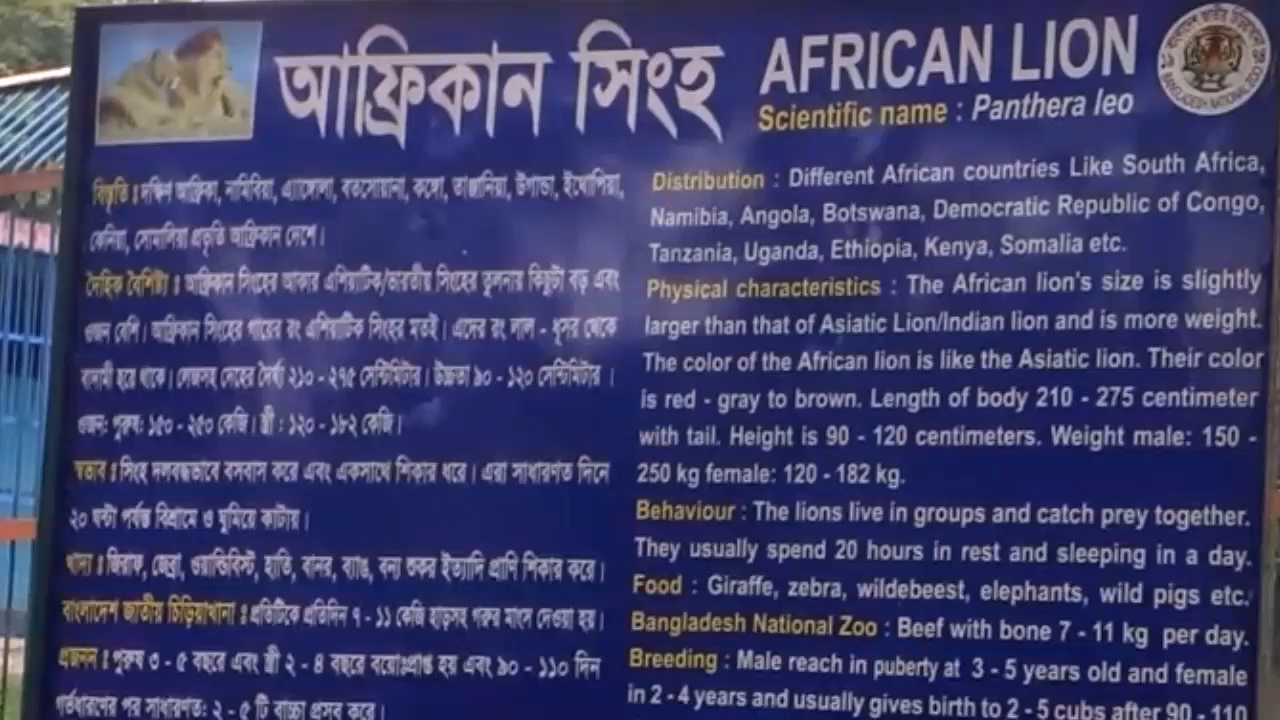 আফ্রিকান সিংহ
AFRICAN LION
Scientific name : Panthera leo
বিস্তৃতি : দক্ষিণ আফ্রিকা, নামিবিয়া, এ্যাঙ্গোলা, বতসোয়ানা, কঙ্গো, তাঞ্জানিয়া, উগান্ডা, ইথোপিয়া,
কেনিয়া, সোমালিয়া প্রভৃতি আফ্রিকান দেশে।
দৈহিক বৈশিষ্ট্য : আফ্রিকান সিংহের আকার এশিয়াটিক/ভারতীয় সিংহের তুলনায় কিছুটা বড় এবং
ওজন বেশি। আফ্রিকান সিংহের গায়ের রং এশিয়াটিক সিংহর মতই। এদের রং লাল - ধূসর থেকে
বাদামী হয়ে থাকে। লেজসহ দেহের দৈর্ঘ্য ২১০ - ২৭৫ সেন্টিমিটার। উচ্চতা ৯০ - ১২০ সেন্টিমিটার।
ওজন: পুরুষ: ১৫০ - ২৫০ কেজি। স্ত্রী : ১২০ - ১৮২ কেজি।
স্বভাব : সিংহ দলবদ্ধভাবে বসবাস করে এবং একসাথে শিকার ধরে। এরা সাধারণত দিনে
২০ ঘন্টা পর্যন্ত বিশ্রামে ও ঘুমিয়ে কাটায়।
খাদ্য : জিরাফ, জেব্রা, ওয়াল্ডিবিস্ট, হাতি, বানর, ব্যাঙ, বন্য শুকর ইত্যাদি প্রাণি শিকার করে।
বাংলাদেশ জাতীয় চিড়িয়াখানা : প্রতিটিকে প্রতিদিন ৭ - ১১ কেজি হাড়সহ গরুর মাংস দেওয়া হয়।
প্রজনন : পুরুষ ৩ - ৫ বছরে এবং স্ত্রী ২ - ৪ বছরে বয়োঃপ্রাপ্ত হয় এবং ৯০ - ১১০ দিন
গর্ভধারণের পর সাধারণত: ২ - ৫ টি বাচ্চা প্রসব করে।
Distribution : Different African countries Like South Africa,
Namibia, Angola, Botswana, Democratic Republic of Congo,
Tanzania, Uganda, Ethiopia, Kenya, Somalia etc.
Physical characteristics : The African lion's size is slightly
larger than that of Asiatic Lion/Indian lion and is more weight.
The color of the African lion is like the Asiatic lion. Their color
is red - gray to brown. Length of body 210 - 275 centimeter
with tail. Height is 90 - 120 centimeters. Weight male: 150 -
250 kg female: 120 - 182 kg.
Behaviour : The lions live in groups and catch prey together.
They usually spend 20 hours in rest and sleeping in a day.
Food : Giraffe, zebra, wildebeest, elephants, wild pigs etc.
Bangladesh National Zoo : Beef with bone 7 - 11 kg per day.
Breeding : Male reach in puberty at 3 - 5 years old and female
in 2 - 4 years and usually gives birth to 2 - 5 cubs after 90 - 110
বাংলাদেশ জাতীয় চিড়িয়াখানা
BANGLADESH NATIONAL ZOO